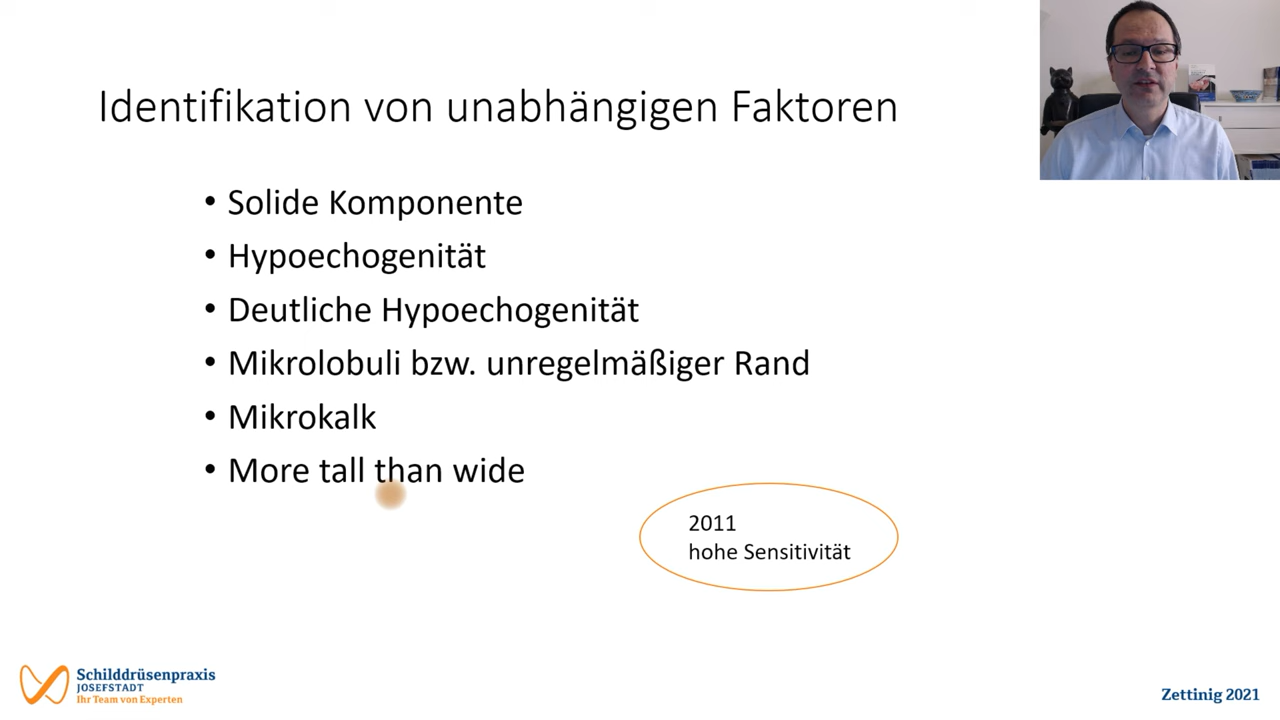 Identifikation von unabhängigen Faktoren
• Solide Komponente
• Hypoechogenität
• Deutliche Hypoechogenität
• Mikrolobuli bzw. unregelmäßiger Rand
• Mikrokalk
• More tall than wide
2011
hohe Sensitivität
Schilddrüsenpraxis
JOSEFSTADT
Ihr Team von Experten
Zettinig 2021